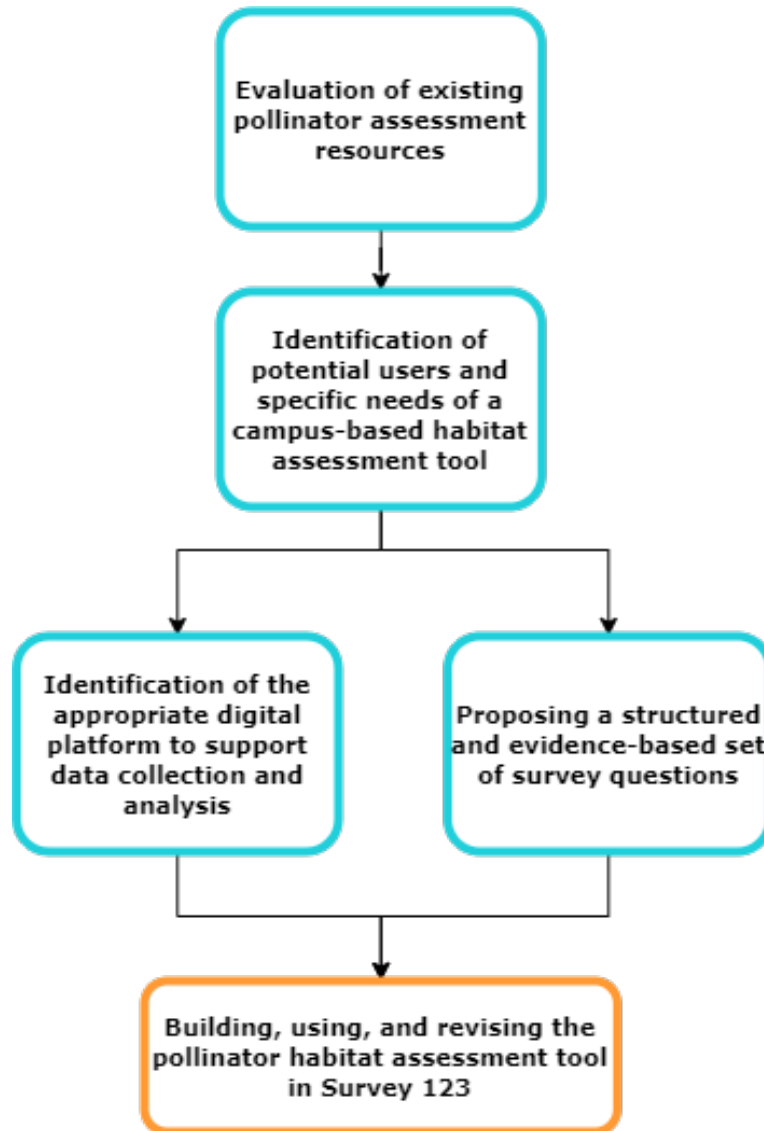 Evaluation of existing
pollinator assessment
resources
Identification of
potential users and
specific needs of a
campus-based habitat
assessment tool
Identification of the
appropriate digital
platform to support
data collection and
analysis
Proposing a structured
and evidence-based set
of survey questions
Building, using, and revising the
pollinator habitat assessment tool
in Survey 123